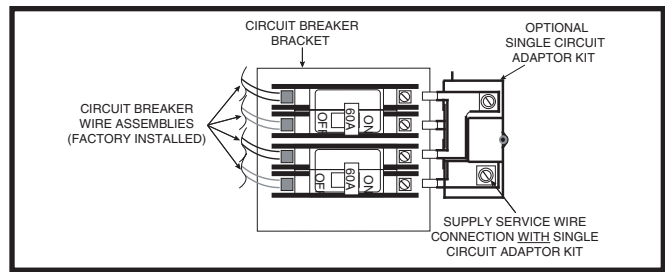 CIRCUIT BREAKER
BRACKET
OPTIONAL
SINGLE CIRCUIT
ADAPTOR KIT
CIRCUIT BREAKER
WIRE ASSEMBLIES
(FACTORY INSTALLED)
OFF
60A
ON
OFF
60A
ON
SUPPLY SERVICE WIRE
CONNECTION WITH SINGLE
CIRCUIT ADAPTOR KIT